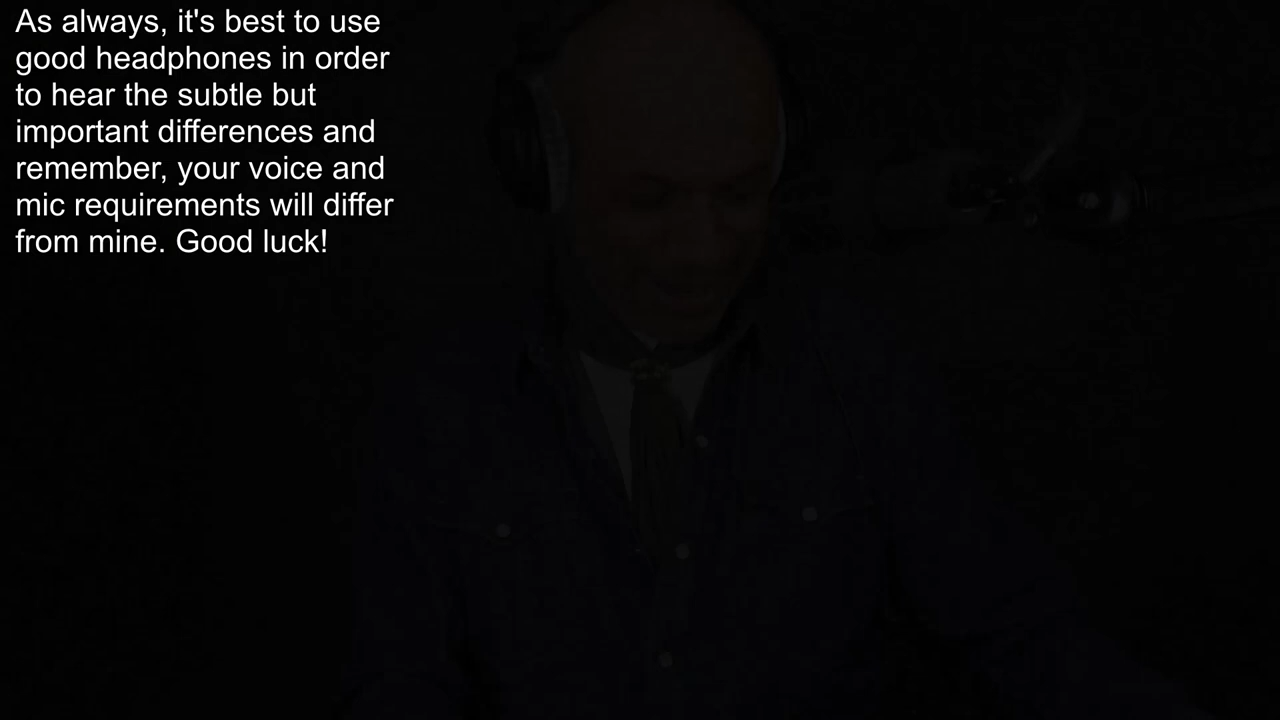 As always, it's best to use
good headphones in order
to hear the subtle but
important differences and
remember, your voice and
mic requirements will differ
from mine. Good luck!